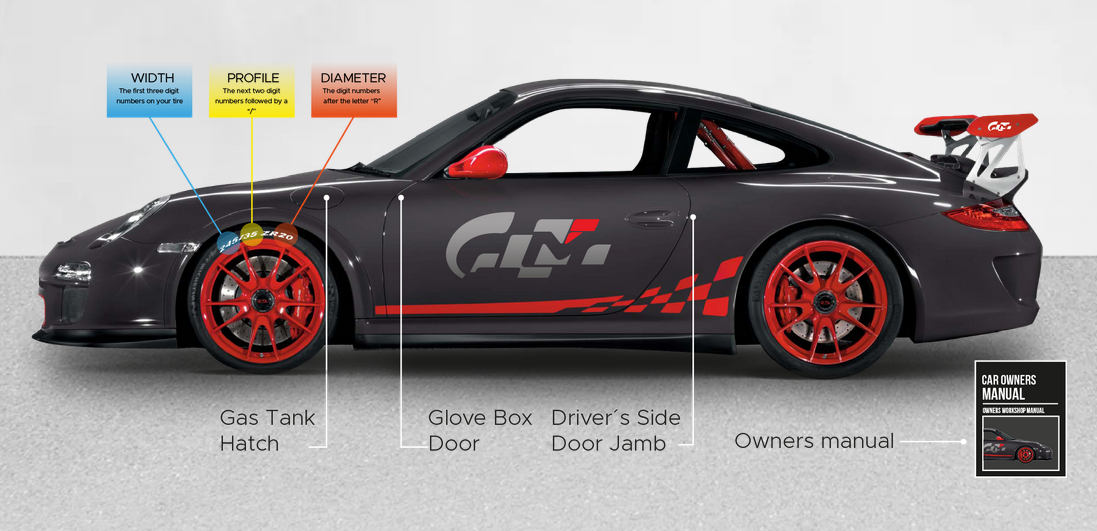 WIDTH
The first three digit
numbers on your tire
PROFILE
The next two digit
numbers followed by a
"/"
DIAMETER
The digit numbers
after the letter "R"
245/35 ZR20
Gas Tank
Hatch
Glove Box
Door
Driver´s Side
Door Jamb
Owners manual
CAR OWNERS
MANUAL
OWNERS WORKSHOP MANUAL